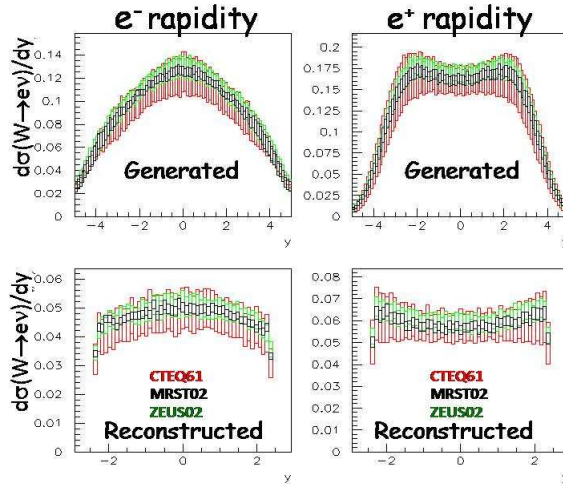 e⁻ rapidity
e⁺ rapidity
dσ(W→eν)/dy
0.14
0.12
0.1
0.08
0.06
0.04
0.02
0
Generated
−4 −2 0 2 4
y
0.2
0.175
0.15
0.125
0.1
0.075
0.05
0.025
0
Generated
−4 −2 0 2 4
y
dσ(W→eν)/dy
0.06
0.05
0.04
0.03
0.02
0.01
0
CTEQ61
MRST02
ZEUS02
Reconstructed
−2 0 2
y
0.08
0.07
0.06
0.05
0.04
0.03
0.02
0.01
0
CTEQ61
MRST02
ZEUS02
Reconstructed
−2 0 2
y